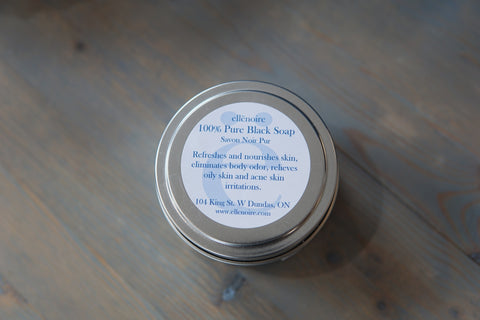 ellēnoire
100% Pure Black Soap
Savon Noir Pur
Refreshes and nourishes skin,
eliminates body odor, relieves
oily skin and acne skin
irritations.
104 King St. W Dundas, ON
www.ellenoire.com